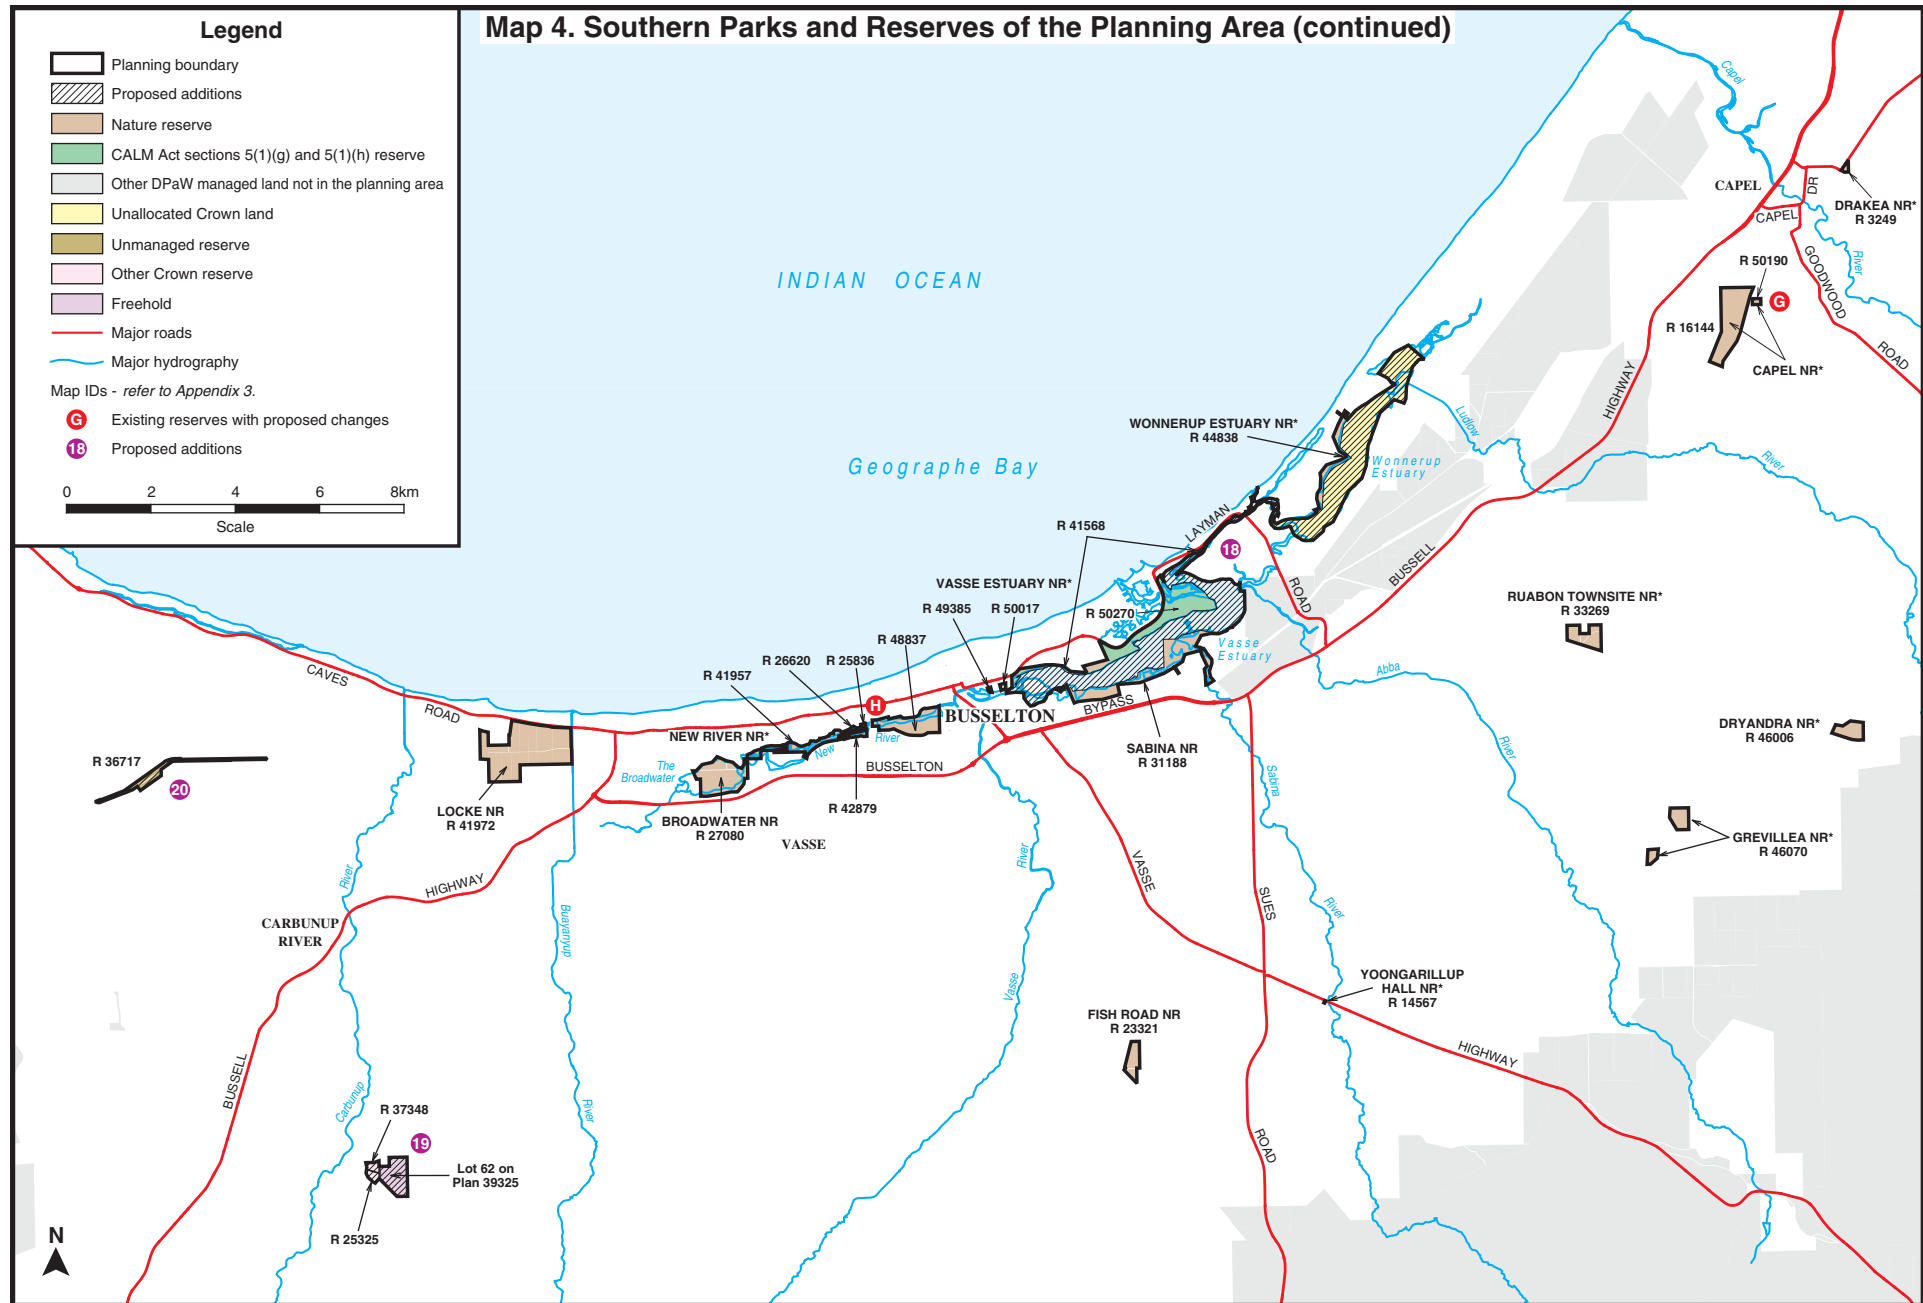 Map 4. Southern Parks and Reserves of the Planning Area (continued)
Legend
Planning boundary
Proposed additions
Nature reserve
CALM Act sections 5(1)(g) and 5(1)(h) reserve
Other DPaW managed land not in the planning area
Unallocated Crown land
Unmanaged reserve
Other Crown reserve
Freehold
Major roads
Major hydrography
Map IDs - refer to Appendix 3.
G Existing reserves with proposed changes
18 Proposed additions
0 2 4 6 8km
Scale
INDIAN OCEAN
Geographe Bay
Capel
CAPEL
DR
CAPEL
DRAKEA NR*
R 3249
River
GOODWOOD
ROAD
R 50190
G
R 16144
CAPEL NR*
HIGHWAY
Ludlow
River
WONNERUP ESTUARY NR*
R 44838
Wonnerup
Estuary
LAYMAN
18
R 41568
ROAD
BUSSELL
VASSE ESTUARY NR*
R 49385
R 50017
R 50270
Vasse
Estuary
RUABON TOWNSITE NR*
R 33269
Abba
River
R 48837
R 26620
R 25836
R 41957
H
NEW RIVER NR*
New
River
BUSSELTON
BYPASS
SABINA NR
R 31188
DRYANDRA NR*
R 46006
CAVES
ROAD
The
Broadwater
BUSSELTON
R 42879
BROADWATER NR
R 27080
VASSE
R 36717
20
LOCKE NR
R 41972
GREVILLEA NR*
R 46070
Sabina
River
River
Vasse
VASSE
SUES
HIGHWAY
CARBUNUP
RIVER
River
Buayanyup
River
YOONGARILLUP
HALL NR*
R 14567
HIGHWAY
FISH ROAD NR
R 23321
BUSSELL
Carbunup
R 37348
19
Lot 62 on
Plan 39325
R 25325
ROAD
N